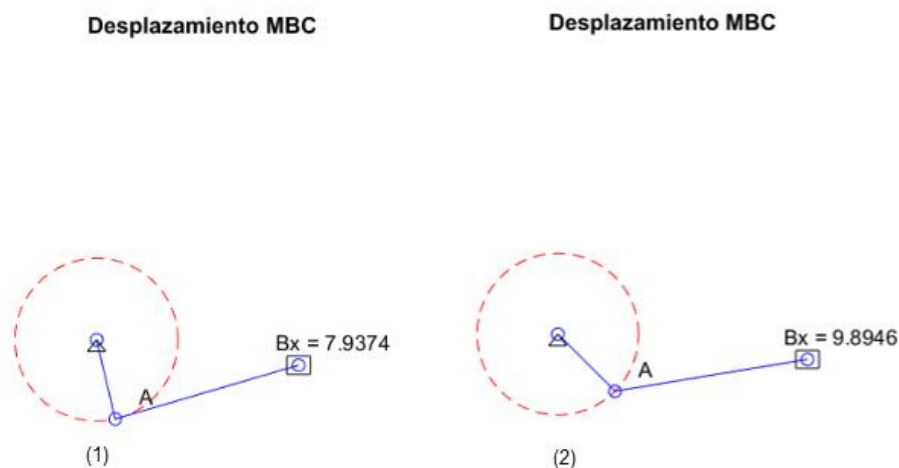 Desplazamiento MBC
Bx = 7.9374
A
(1)
Desplazamiento MBC
Bx = 9.8946
A
(2)